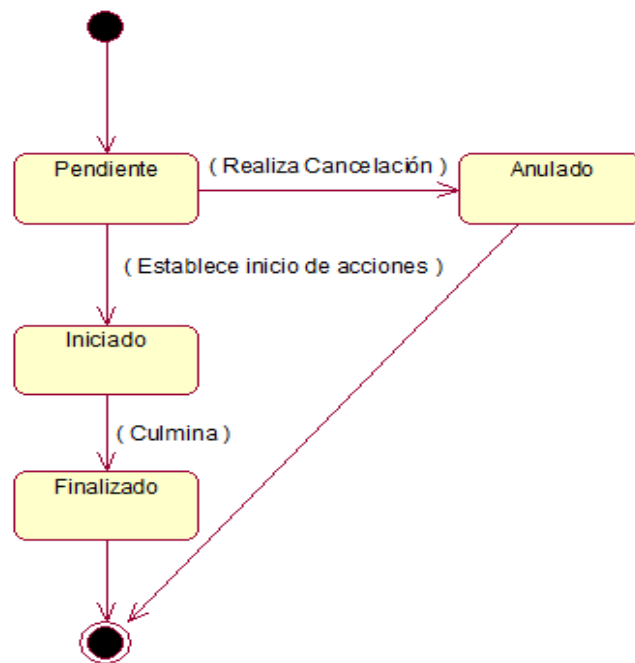 Pendiente
( Realiza Cancelación )
Anulado
( Establece inicio de acciones )
Iniciado
( Culmina )
Finalizado